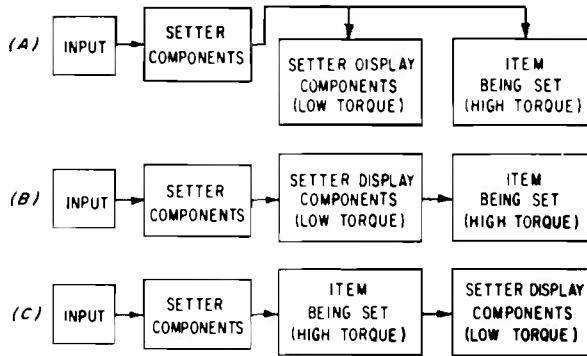 (A)
INPUT
SETTER
COMPONENTS
SETTER DISPLAY
COMPONENTS
(LOW TORQUE)
ITEM
BEING SET
(HIGH TORQUE)
(B)
INPUT
SETTER
COMPONENTS
SETTER DISPLAY
COMPONENTS
(LOW TORQUE)
ITEM
BEING SET
(HIGH TORQUE)
(C)
INPUT
SETTER
COMPONENTS
ITEM
BEING SET
(HIGH TORQUE)
SETTER DISPLAY
COMPONENTS
(LOW TORQUE)